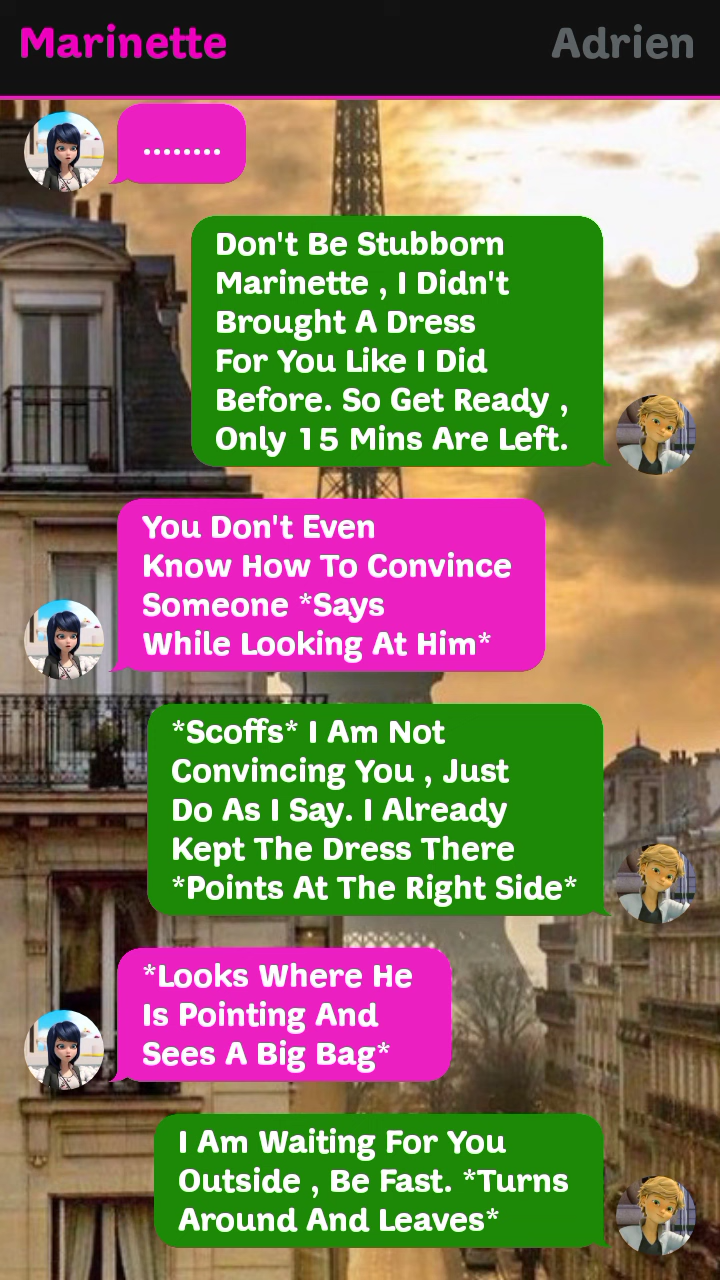 Marinette
Adrien
........
Don't Be Stubborn
Marinette , I Didn't
Brought A Dress
For You Like I Did
Before. So Get Ready ,
Only 15 Mins Are Left.
You Don't Even
Know How To Convince
Someone *Says
While Looking At Him*
*Scoffs* I Am Not
Convincing You , Just
Do As I Say. I Already
Kept The Dress There
*Points At The Right Side*
*Looks Where He
Is Pointing And
Sees A Big Bag*
I Am Waiting For You
Outside , Be Fast. *Turns
Around And Leaves*